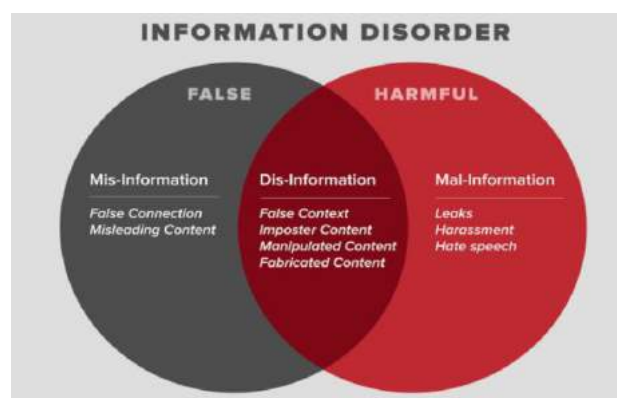 INFORMATION DISORDER
FALSE
HARMFUL
Mis-Information
False Connection
Misleading Content
Dis-Information
False Context
Imposter Content
Manipulated Content
Fabricated Content
Mal-Information
Leaks
Harassment
Hate speech